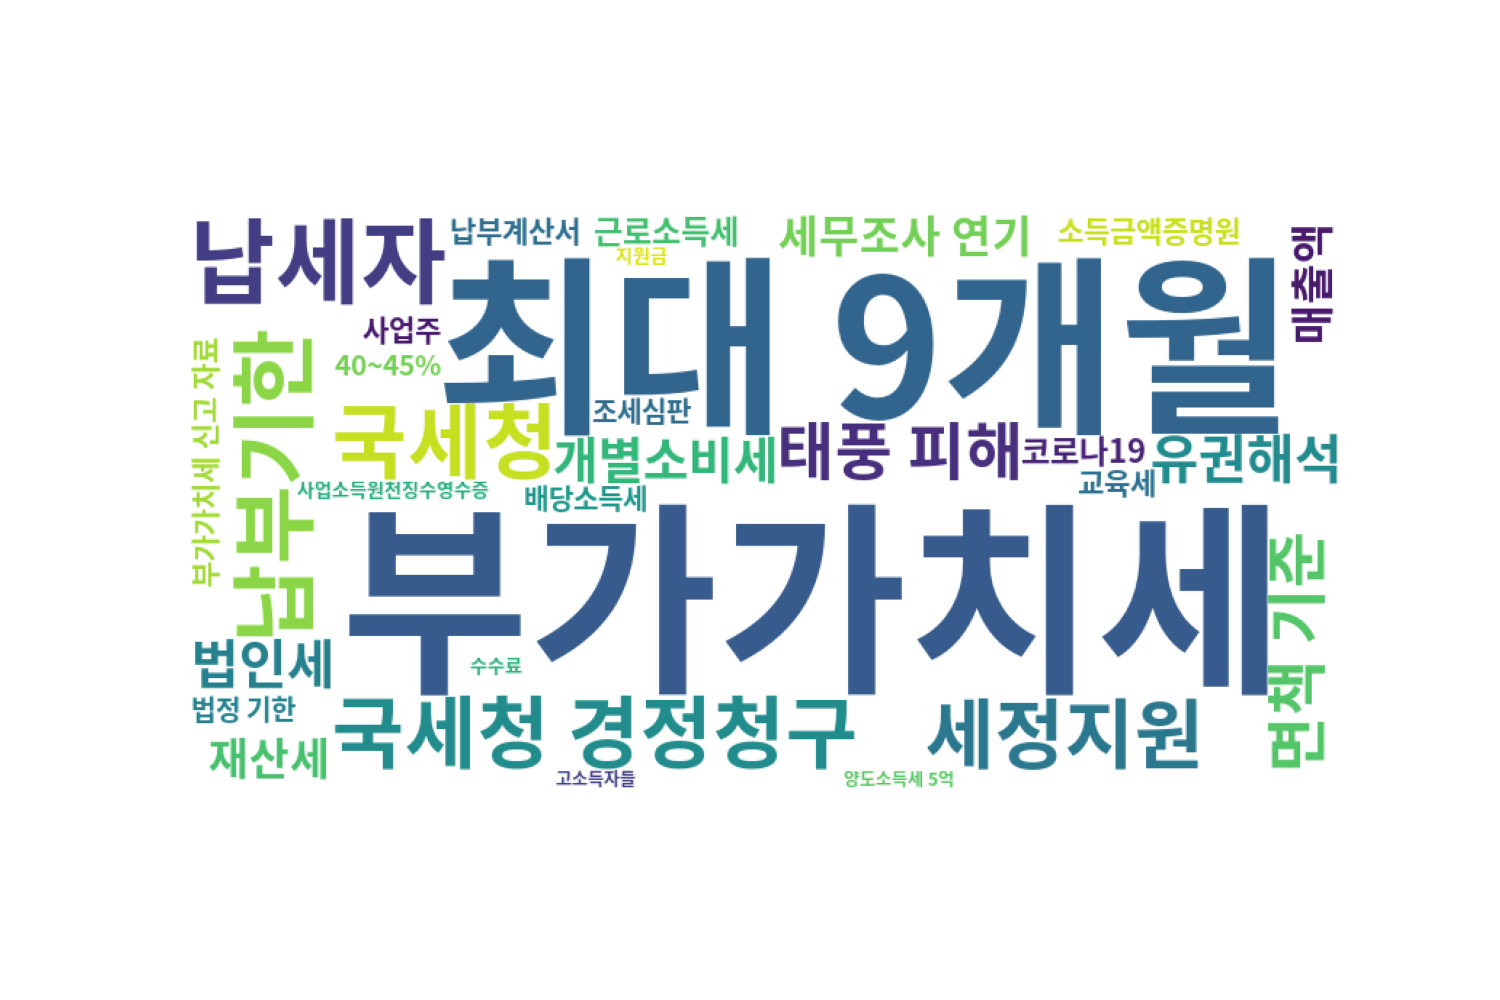 납세자
납부계산서
근로소득세
세무조사 연기
소득금액증명원
지원금
매출액
최대 9개월
사업주
40~45%
부가가치세 신고 자료
납부기한
국세청
조세심판
개별소비세
태풍 피해
코로나19
유권해석
교육세
사업소득원천징수영수증
배당소득세
부가가치세
면책 기준
법인세
수수료
법정 기한
국세청 경정청구
세정지원
재산세
고소득자들
양도소득세 5억